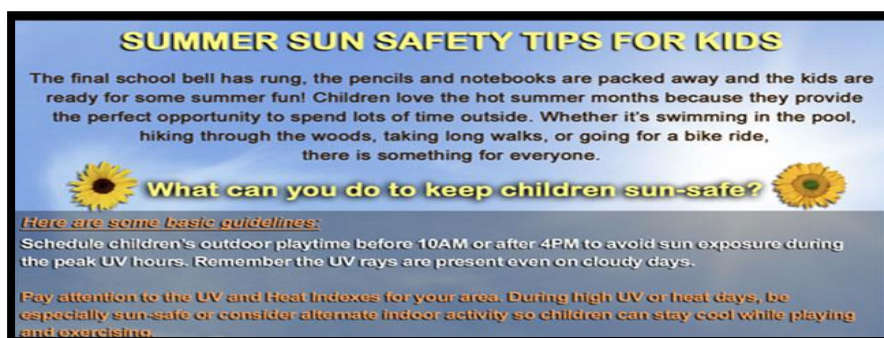 SUMMER SUN SAFETY TIPS FOR KIDS
The final school bell has rung, the pencils and notebooks are packed away and the kids are
ready for some summer fun! Children love the hot summer months because they provide
the perfect opportunity to spend lots of time outside. Whether it's swimming in the pool,
hiking through the woods, taking long walks, or going for a bike ride,
there is something for everyone.
What can you do to keep children sun-safe?
Here are some basic guidelines:
Schedule children's outdoor playtime before 10AM or after 4PM to avoid sun exposure during
the peak UV hours. Remember the UV rays are present even on cloudy days.
Pay attention to the UV and Heat Indexes for your area. During high UV or heat days, be
especially sun-safe or consider alternate indoor activity so children can stay cool while playing
and exercising.